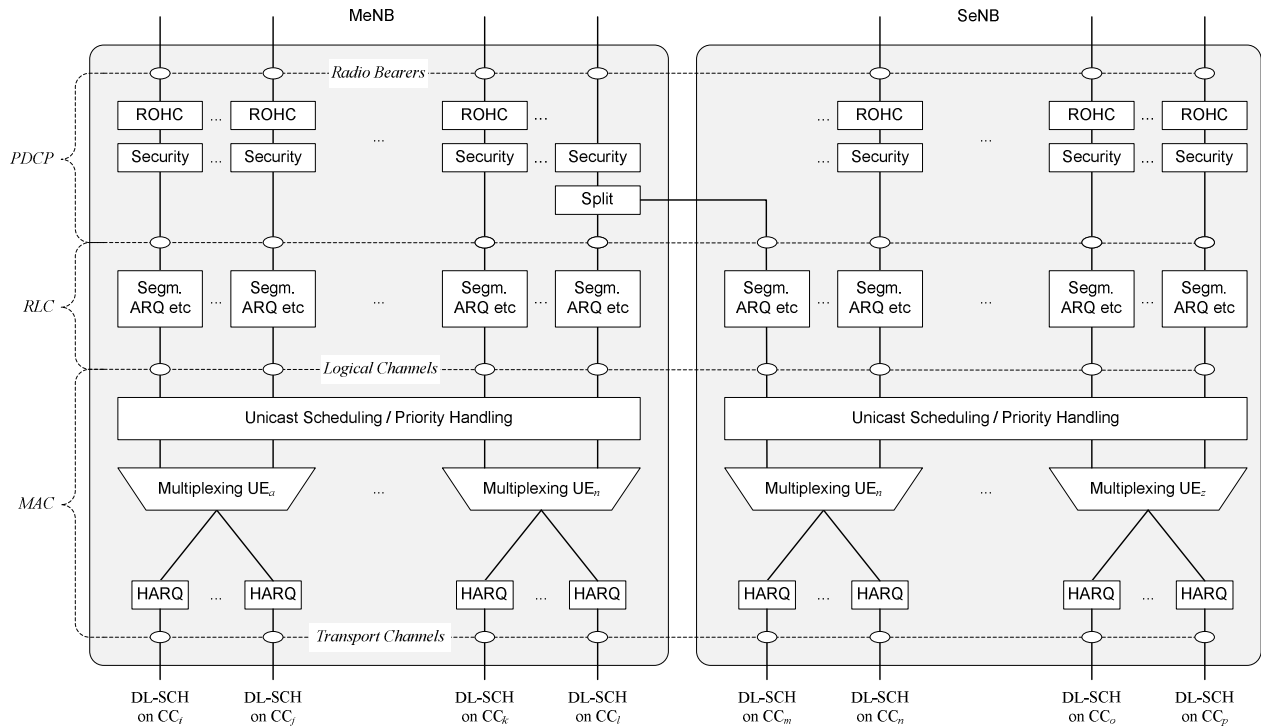 MeNB SeNB
Radio Bearers
ROHC ... ROHC ROHC ... ... ROHC ROHC ... ROHC
... ...
PDCP
Security ... Security Security ... Security ... Security Security ... Security
Split
Segm. Segm. Segm. Segm. Segm. Segm. Segm. Segm.
RLC ... ... ... ... ... ...
ARQ etc ARQ etc ARQ etc ARQ etc ARQ etc ARQ etc ARQ etc ARQ etc
Logical Channels
Unicast Scheduling / Priority Handling Unicast Scheduling / Priority Handling
Multiplexing UEa ... Multiplexing UEn Multiplexing UEn ... Multiplexing UEz
MAC
HARQ ... HARQ HARQ ... HARQ HARQ ... HARQ HARQ ... HARQ
Transport Channels
DL-SCH DL-SCH DL-SCH DL-SCH DL-SCH DL-SCH DL-SCH DL-SCH
on CCi on CCj on CCk on CCl on CCm on CCn on CCo on CCp